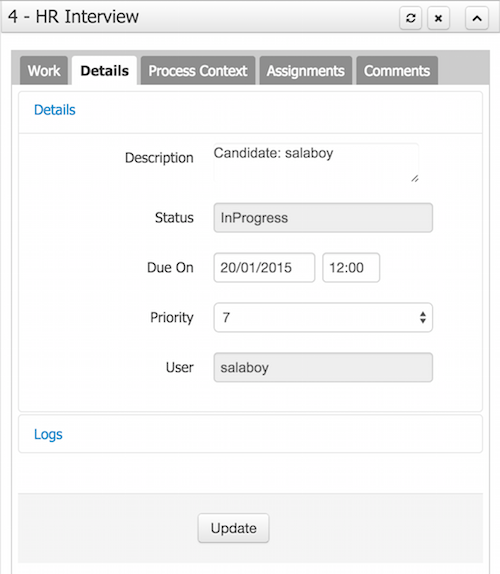 4 - HR Interview
Work Details Process Context Assignments Comments
Details
Description Candidate: salaboy
Status InProgress
Due On 20/01/2015 12:00
Priority 7
User salaboy
Logs
Update